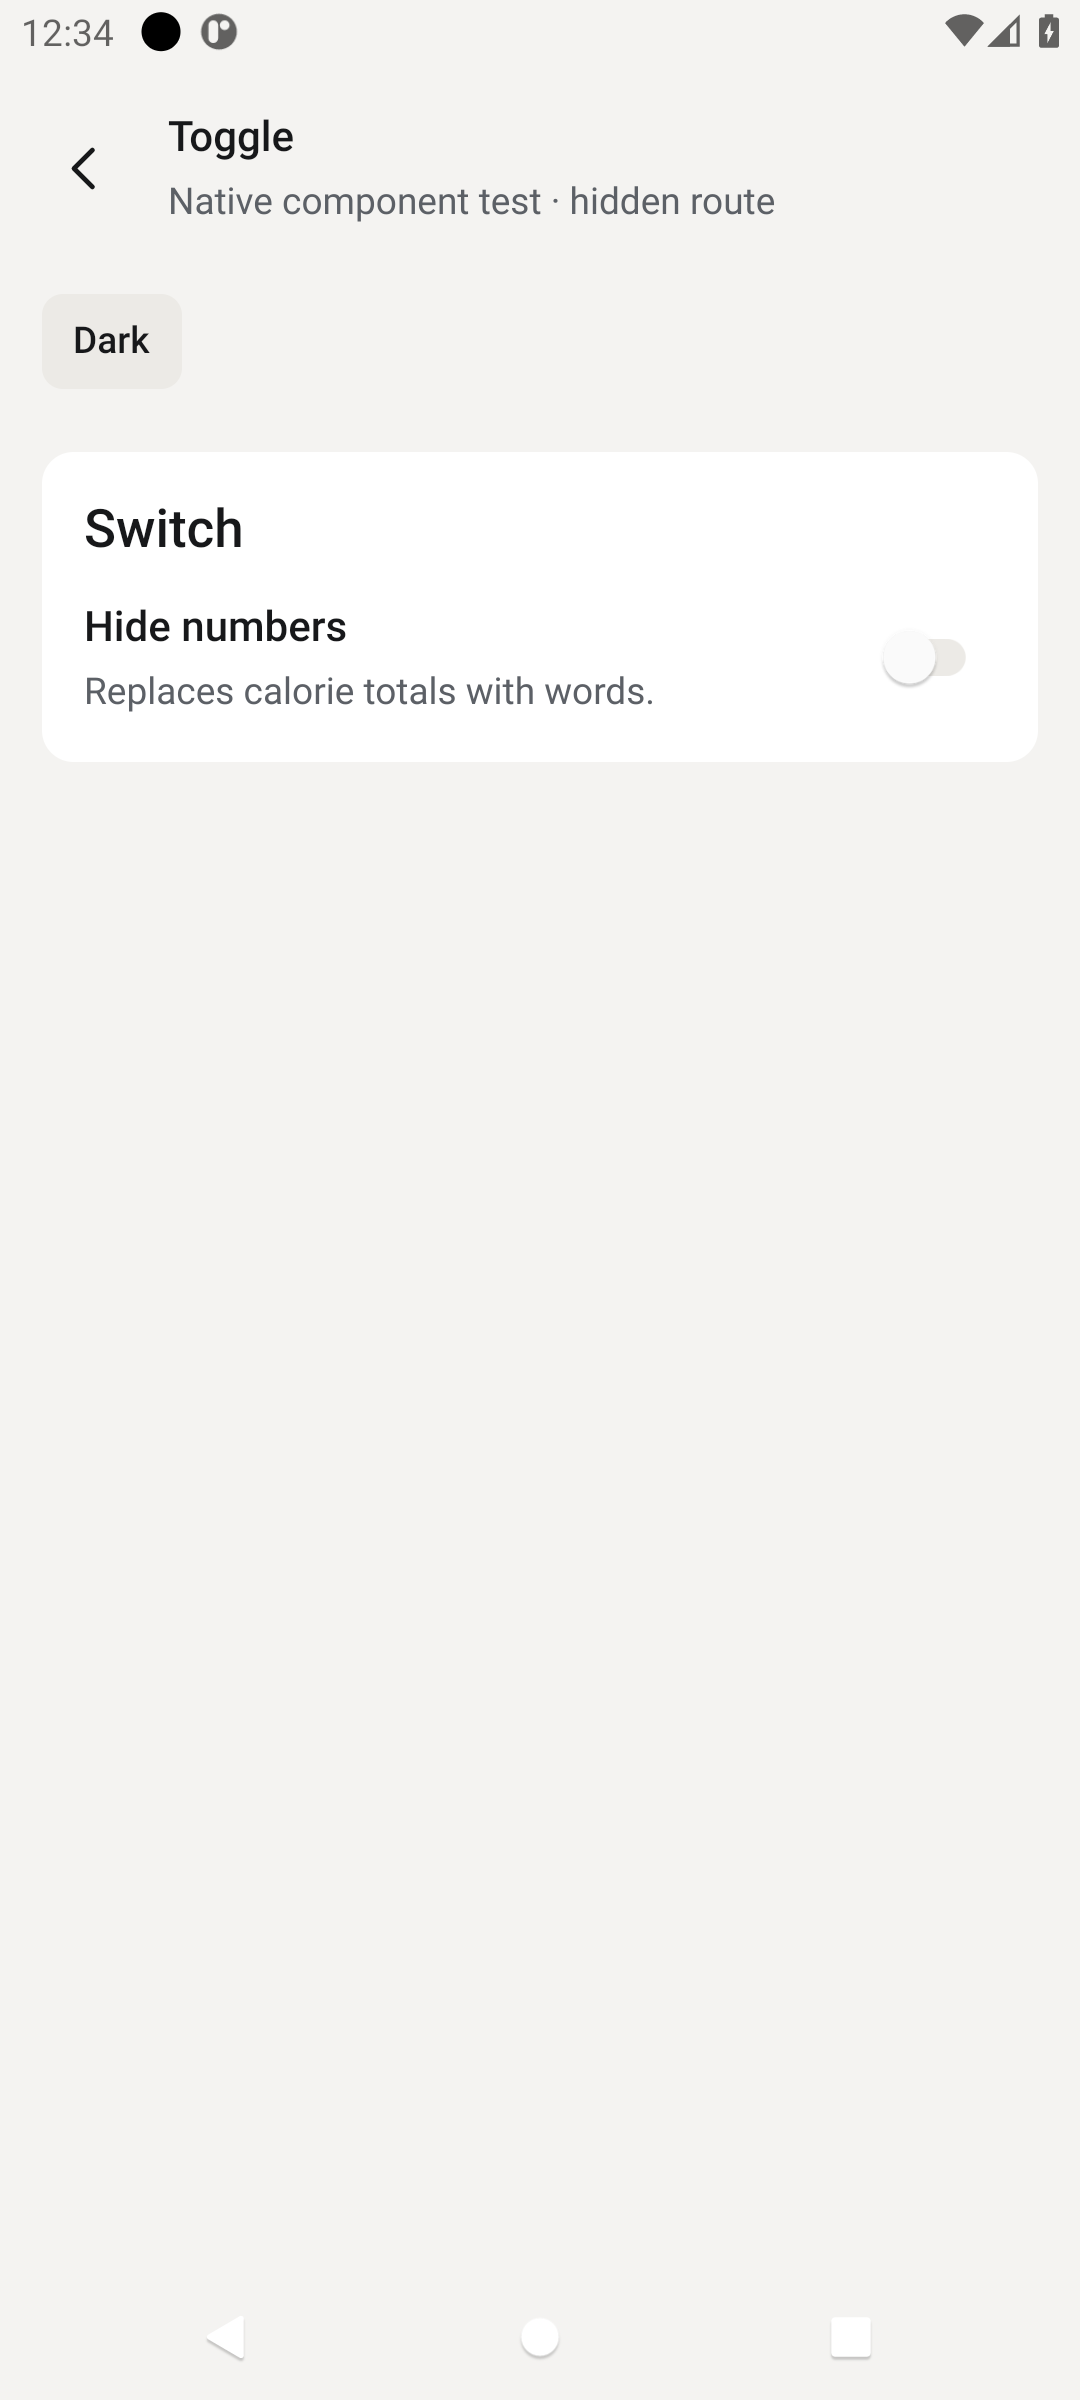 12:34
Toggle
Native component test · hidden route
Dark
Switch
Hide numbers
Replaces calorie totals with words.